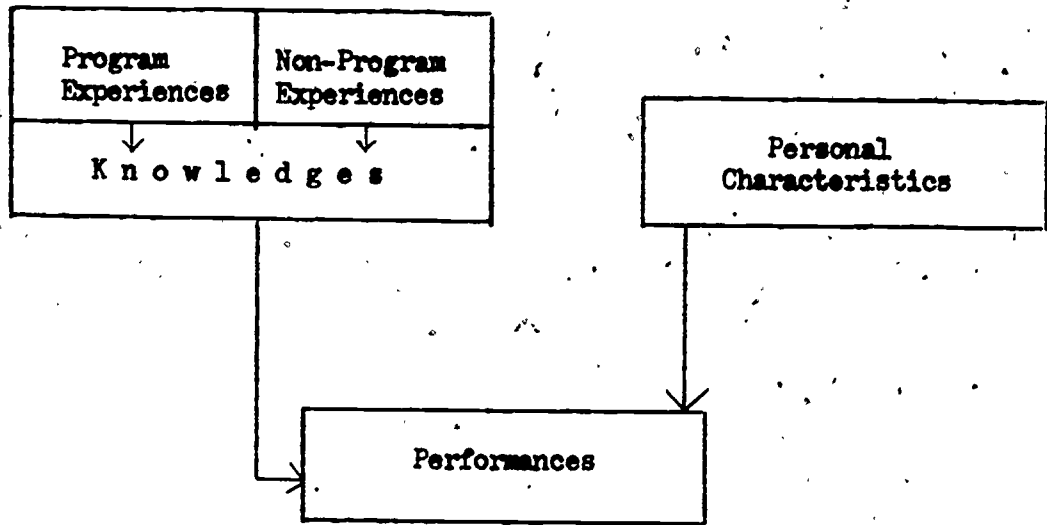 Program
Experiences
Non-Program
Experiences
Knowledges
Personal
Characteristics
Performances